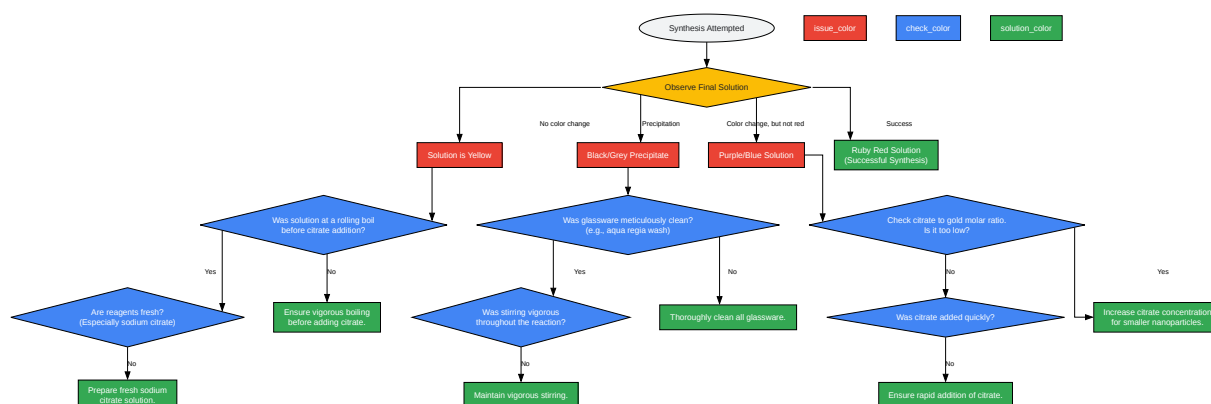 Synthesis Attempted
issue_color
check_color
solution_color
Observe Final Solution
No color change
Precipitation
Color change, but not red
Success
Solution is Yellow
Black/Grey Precipitate
Purple/Blue Solution
Ruby Red Solution
(Successful Synthesis)
Was solution at a rolling boil
before citrate addition?
Was glassware meticulously clean?
(e.g., aqua regia wash)
Check citrate to gold molar ratio.
Is it too low?
Yes
No
Yes
No
No
Yes
Are reagents fresh?
(Especially sodium citrate)
Ensure vigorous boiling
before adding citrate.
Was stirring vigorous
throughout the reaction?
Thoroughly clean all glassware.
Was citrate added quickly?
Increase citrate concentration
for smaller nanoparticles.
No
No
No
Prepare fresh sodium
citrate solution.
Maintain vigorous stirring.
Ensure rapid addition of citrate.